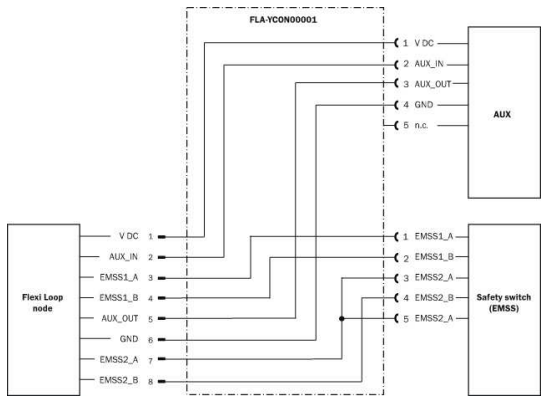 FLA-YCON00001
1 V DC
2 AUX_IN
3 AUX_OUT
4 GND
5 n.c.
AUX
V DC 1
AUX_IN 2
EMSS1_A 3
EMSS1_B 4
AUX_OUT 5
GND 6
EMSS2_A 7
EMSS2_B 8
Flexi Loop
node
1 EMSS1_A
2 EMSS1_B
3 EMSS2_A
4 EMSS2_B
5 EMSS2_A
Safety switch
(EMSS)